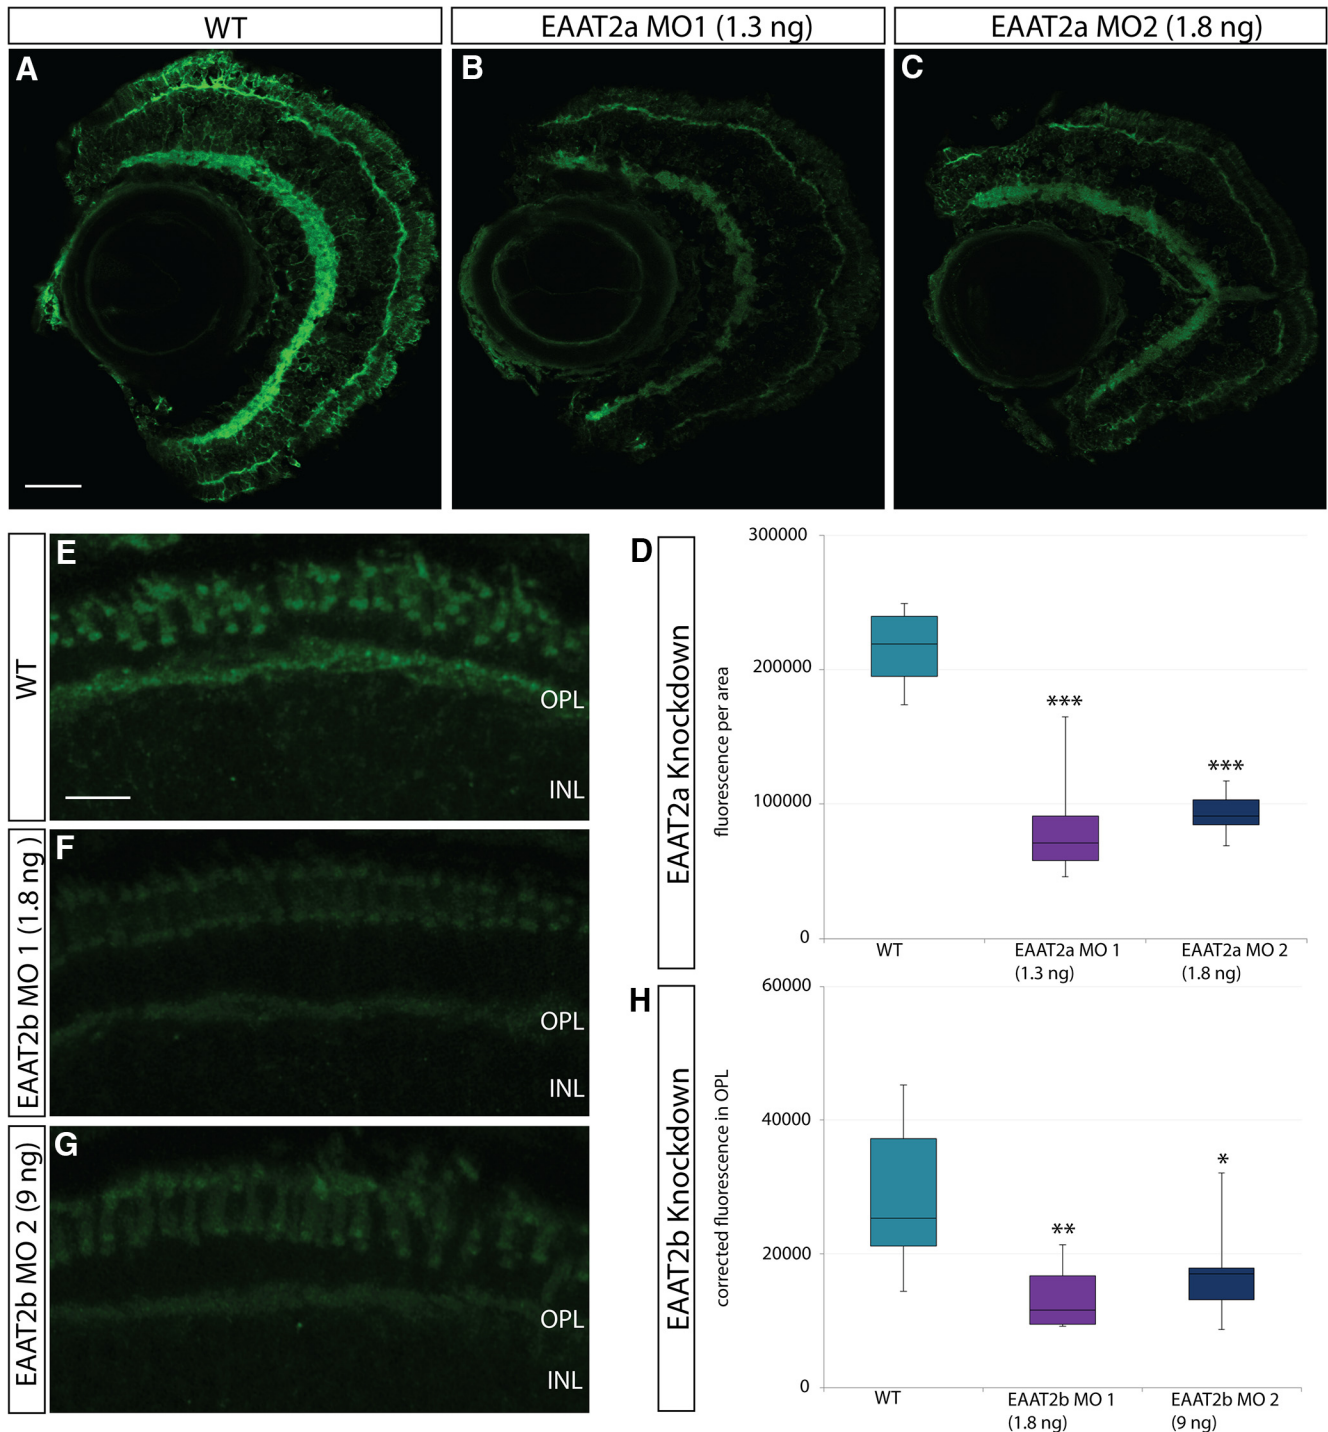 WT
EAAT2a MO1 (1.3 ng)
EAAT2a MO2 (1.8 ng)
A
B
C
WT
E
OPL
INL
EAAT2b MO 1 (1.8 ng )
F
OPL
INL
EAAT2b MO 2 (9 ng)
G
OPL
INL
D
EAAT2a Knockdown
fluorescence per area
300000
200000
100000
0
***
***
WT
EAAT2a MO 1
(1.3 ng)
EAAT2a MO 2
(1.8 ng)
H
EAAT2b Knockdown
corrected fluorescence in OPL
60000
40000
20000
0
**
*
WT
EAAT2b MO 1
(1.8 ng)
EAAT2b MO 2
(9 ng)